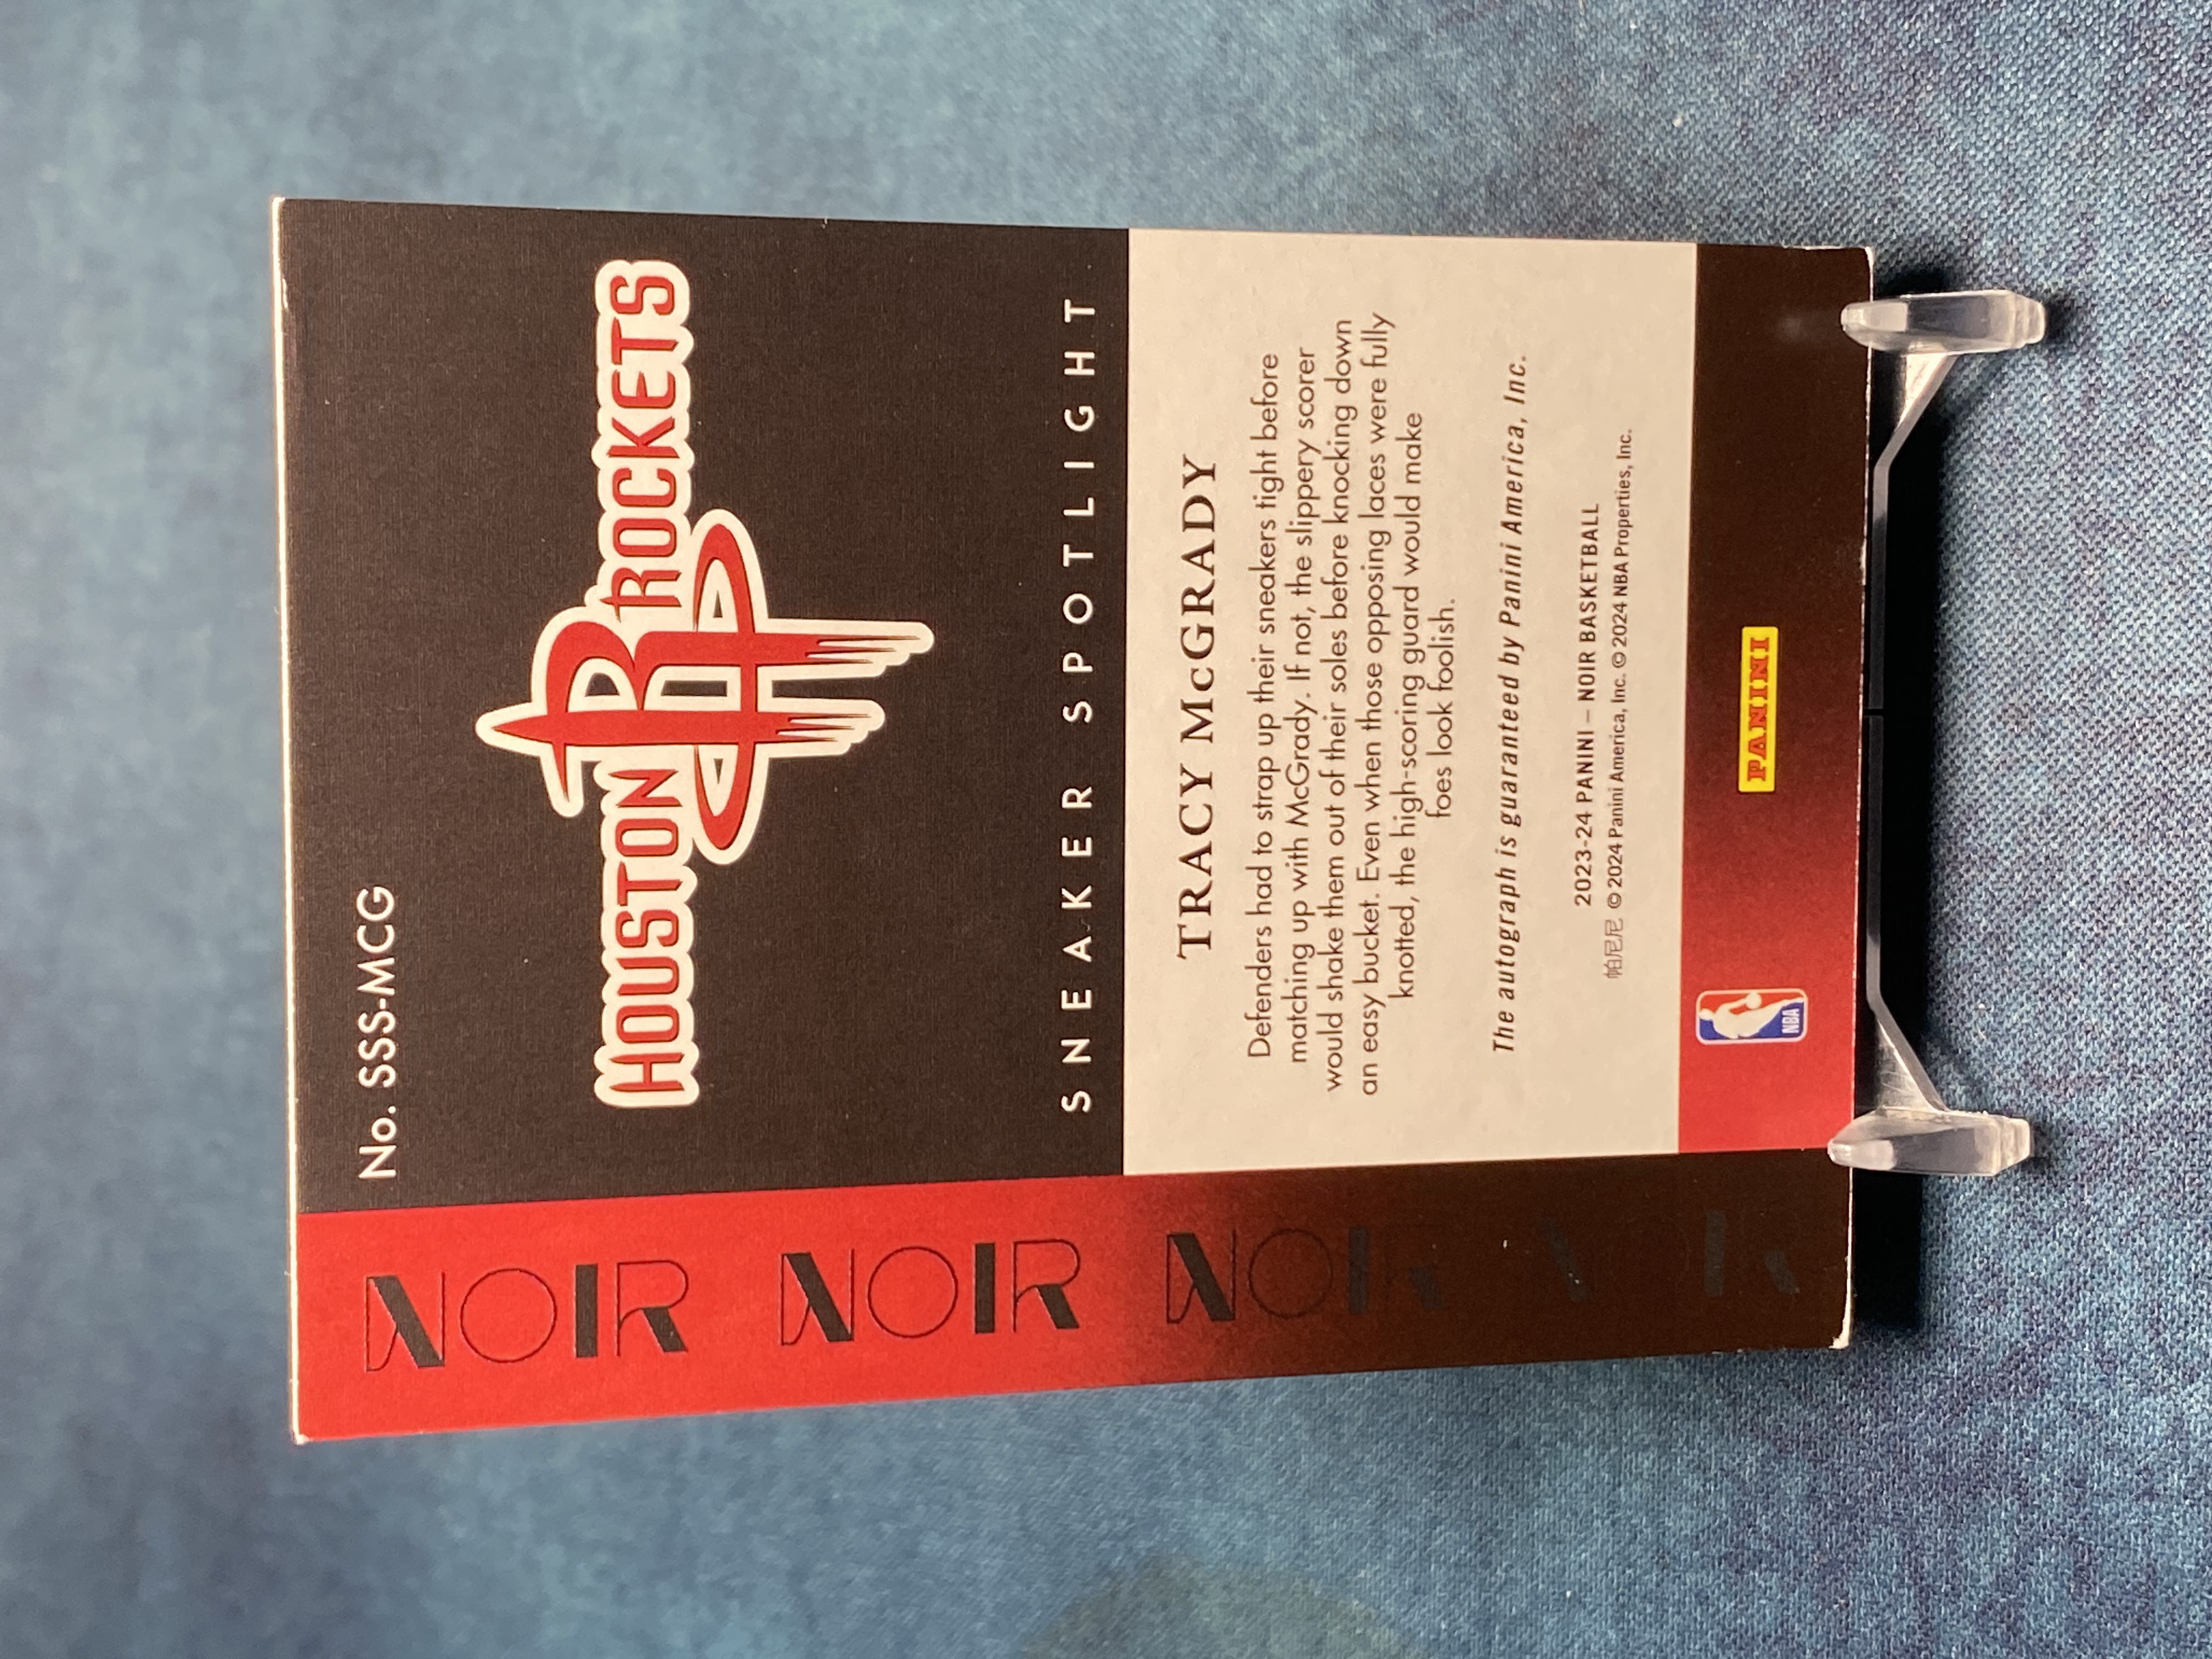 No. SSS-MCG
HOUSTON ROCKETS
SNEAKER SPOTLIGHT
TRACY McGRADY
Defenders had to strap up their sneakers tight before
matching up with McGrady. If not, the slippery scorer
would shake them out of their soles before knocking down
an easy bucket. Even when those opposing laces were fully
knotted, the high-scoring guard would make
foes look foolish.
The autograph is guaranteed by Panini America, Inc.
2023-24 PANINI – NOIR BASKETBALL
帕尼尼 © 2024 Panini America, Inc. © 2024 NBA Properties, Inc.
NBA
PANINI
NOIR NOIR NOIR NOIR